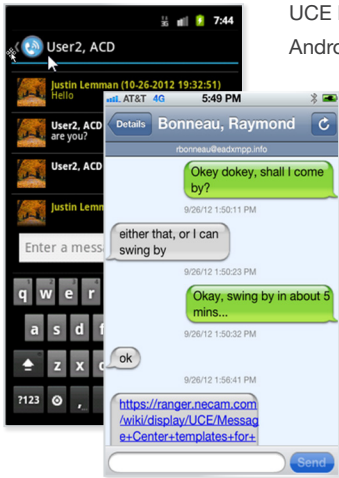 UCE
Andro
3G 7:44
User2, ACD
Justin Lemman (10-26-2012 19:32:51)
Hello
User2, ACD
are you?
User2, ACD
Justin Lemm
Enter a messa
q w e r
a s d f
z x c
?123 ,
AT&T 4G 5:49 PM
Details Bonneau, Raymond
rbonneau@eadxmpp.info
Okey dokey, shall I come
by?
9/26/12 1:50:11 PM
either that, or I can
swing by
9/26/12 1:50:23 PM
Okay, swing by in about 5
mins...
9/26/12 1:50:32 PM
ok
9/26/12 1:56:41 PM
https://ranger.necam.com
/wiki/display/UCE/Messag
e+Center+templates+for+
Send